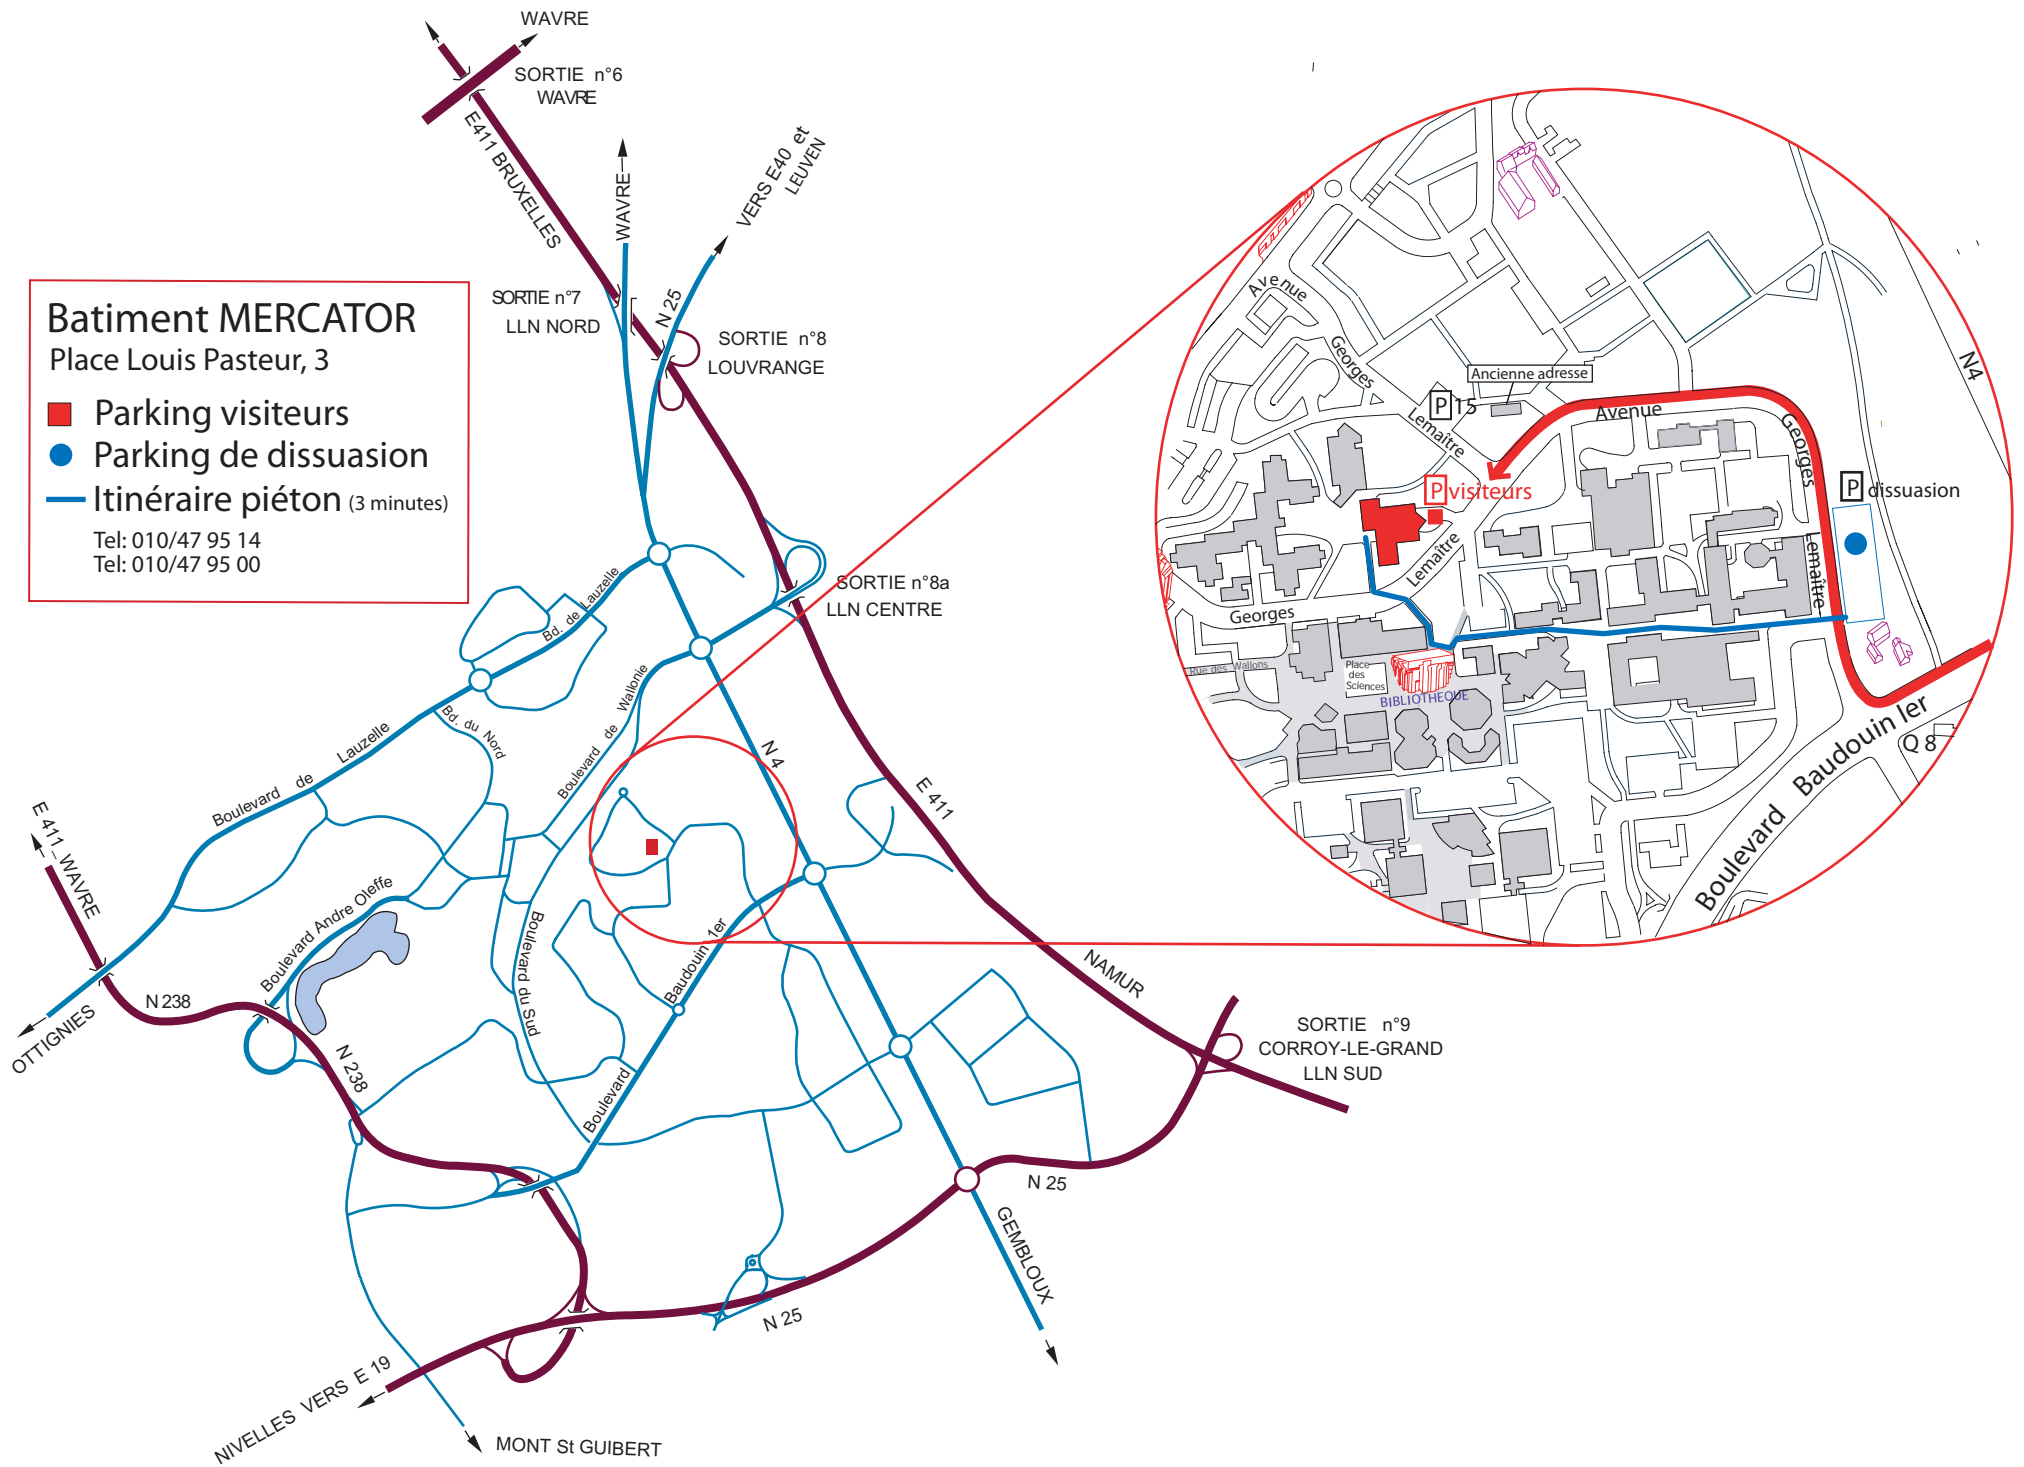 WAVRE
SORTIE n°6
WAVRE
E411 BRUXELLES
WAVRE
VERS E40 et
LEUVEN
N 25
SORTIE n°7
LLN NORD
SORTIE n°8
LOUVRANGE
Batiment MERCATOR
Place Louis Pasteur, 3
Parking visiteurs
Parking de dissuasion
Itinéraire piéton (3 minutes)
Tel: 010/47 95 14
Tel: 010/47 95 00
SORTIE n°8a
LLN CENTRE
Bd. de Lauzelle
Boulevard de Wallonie
Bd. du Nord
Boulevard de Lauzelle
N 4
E 411
E 411_WAVRE
Boulevard Andre Oleffe
Boulevard du Sud
Baudouin 1er
Boulevard
OTTIGNIES
N 238
N 238
NAMUR
SORTIE n°9
CORROY-LE-GRAND
LLN SUD
N 25
GEMBLOUX
N 25
NIVELLES VERS E 19
MONT St GUIBERT
Avenue
Georges
Lemaître
Ancienne adresse
P 15
Avenue
Georges
Lemaître
N4
P visiteurs
P dissuasion
Lemaître
Georges
Rue des Wallons
Place
des
Sciences
BIBLIOTHEQUE
Boulevard Baudouin Ier
Q 8